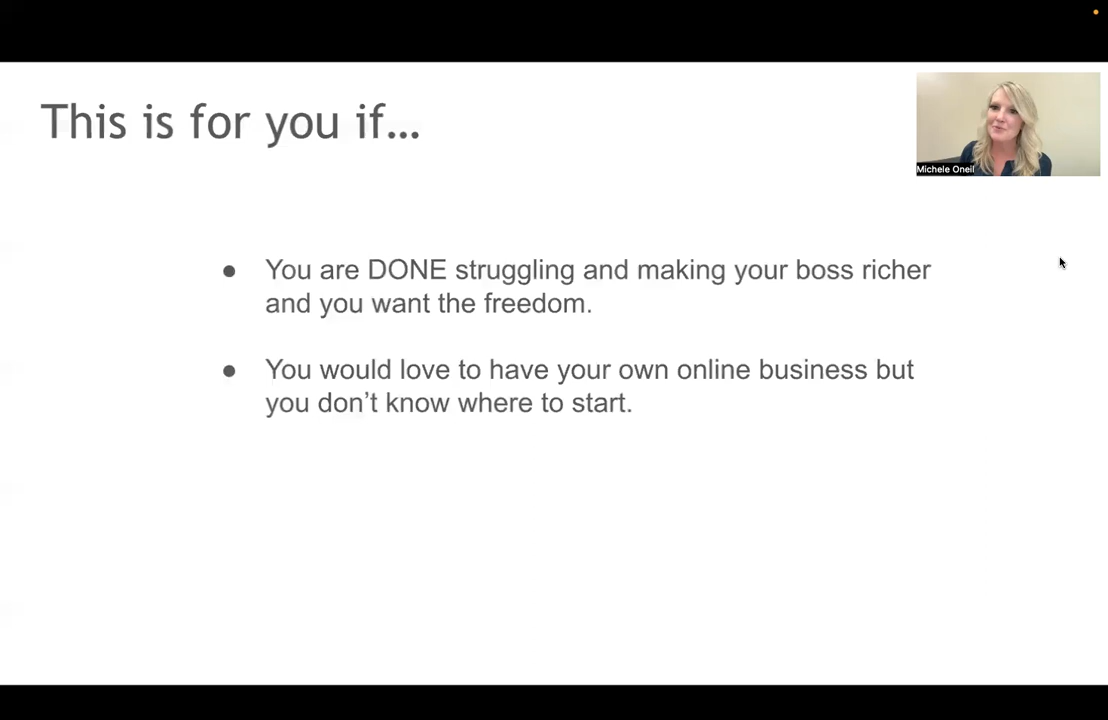 This is for you if…
Michele Oneil
● You are DONE struggling and making your boss richer
and you want the freedom.
● You would love to have your own online business but
you don’t know where to start.